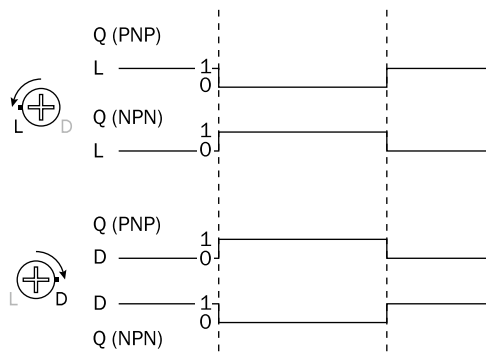 Q (PNP)
L 1
0
L D
Q (NPN)
1
L 0
Q (PNP)
1
D 0
L D
D 1
0
Q (NPN)